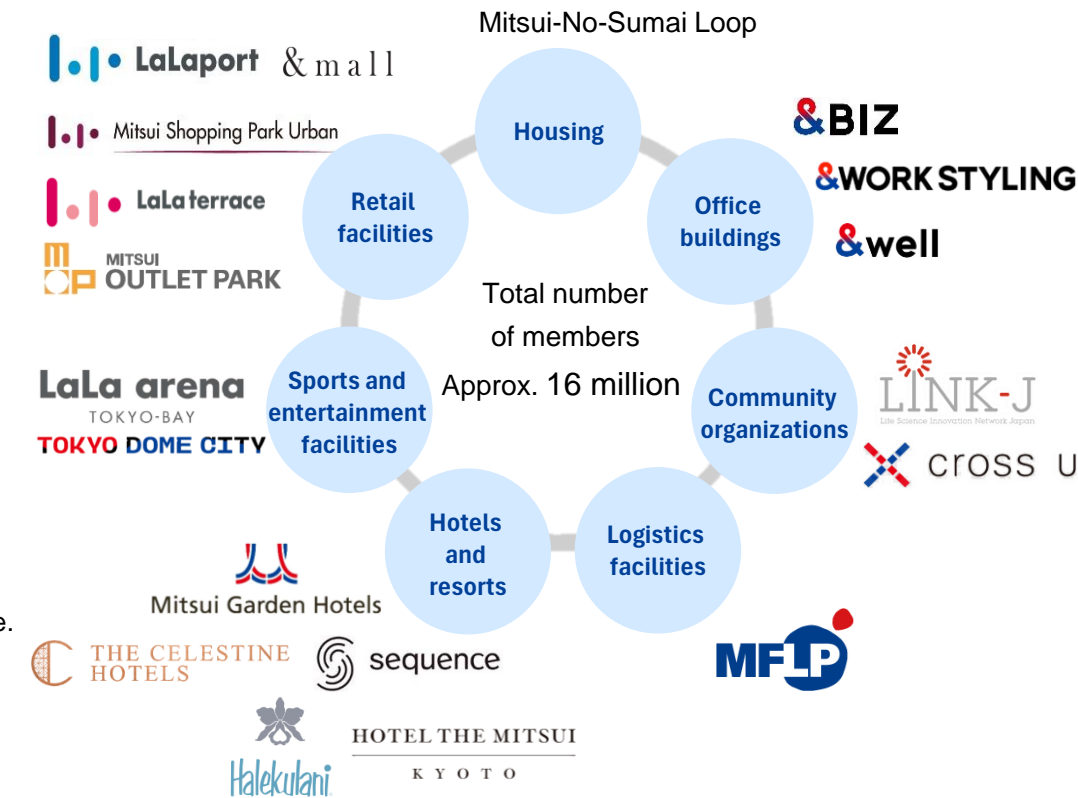 Mitsui-No-Sumai Loop
LaLaport
&mall
Mitsui Shopping Park Urban
LaLa terrace
MITSUI
OUTLET PARK
Housing
&BIZ
&WORK STYLING
&well
Retail
facilities
Office
buildings
Total number
of members
Approx. 16 million
LaLa arena
TOKYO-BAY
TOKYO DOME CITY
Sports and
entertainment
facilities
Community
organizations
LINK-J
Life Science Innovation Network Japan
cross U
Hotels
and
resorts
Logistics
facilities
Mitsui Garden Hotels
e.
THE CELESTINE
HOTELS
sequence
MFLP
Halekulani
HOTEL THE MITSUI
KYOTO